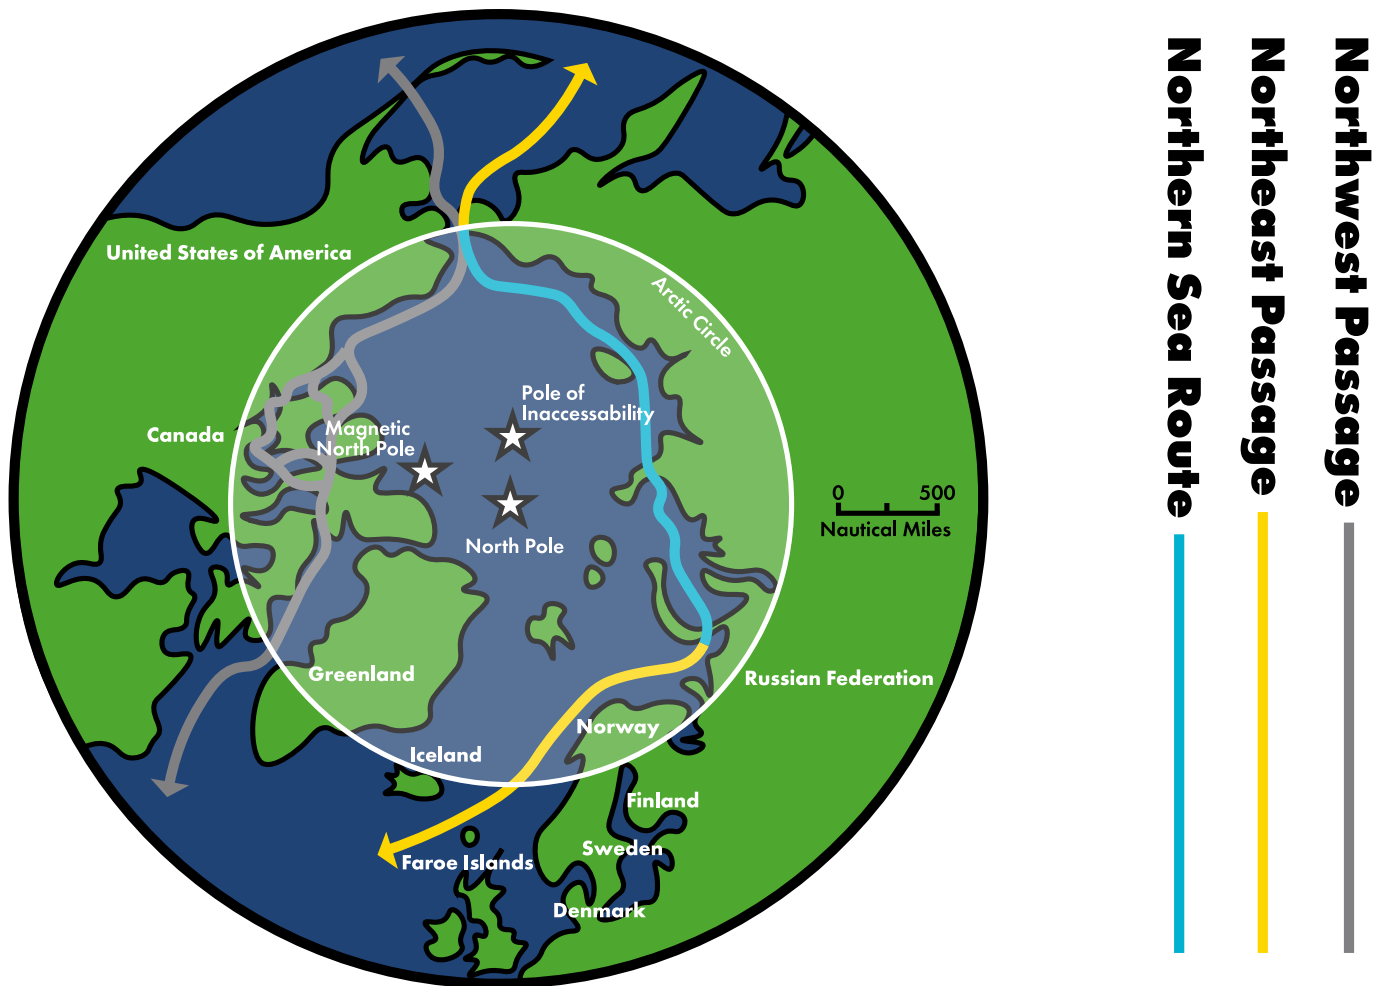 United States of America
Arctic Circle
Pole of
Inaccessability
Canada
Magnetic
North Pole
0 500
Nautical Miles
North Pole
Greenland
Russian Federation
Norway
Iceland
Finland
Sweden
Faroe Islands
Denmark
Northwest Passage
Northeast Passage
Northern Sea Route